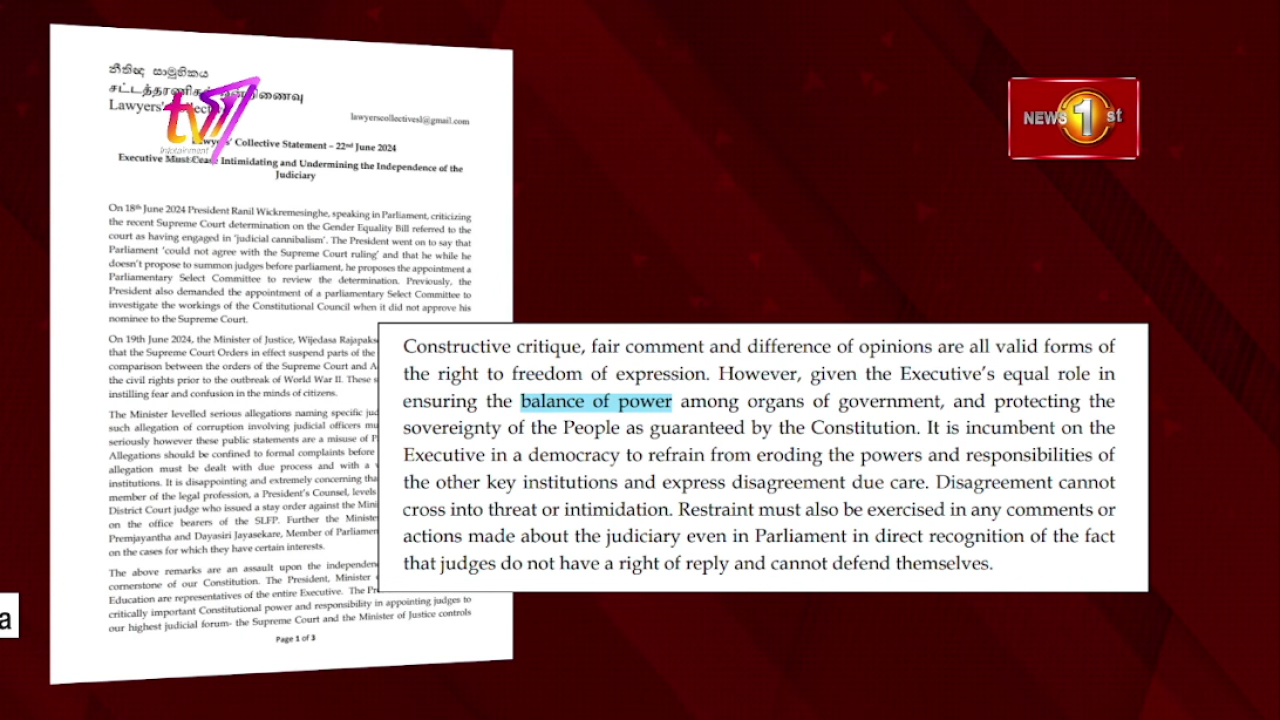 නීතිඥ සාමූහිකය
Lawyers'
lawyerscollectivesl@gmail.com
tv1
NEWS 1st
Collective Statement – 22nd June 2024
Executive Must Cease Intimidating and Undermining the Independence of the
Judiciary
On 18th June 2024 President Ranil Wickremesinghe, speaking in Parliament, criticizing
the recent Supreme Court determination on the Gender Equality Bill referred to the
court as having engaged in 'judicial cannibalism'. The President went on to say that
Parliament 'could not agree with the Supreme Court ruling' and that he while he
doesn't propose to summon judges before parliament, he proposes the appointment a
Parliamentary Select Committee to review the determination. Previously, the
President also demanded the appointment of a parliamentary Select Committee to
investigate the workings of the Constitutional Council when it did not approve his
nominee to the Supreme Court.
On 19th June 2024, the Minister of Justice, Wijedasa Rajapaks
that the Supreme Court Orders in effect suspend parts of the
comparison between the orders of the Supreme Court and A
the civil rights prior to the outbreak of World War II. These s
instilling fear and confusion in the minds of citizens.
The Minister levelled serious allegations naming specific jud
such allegation of corruption involving judicial officers mu
seriously however these public statements are a misuse of P
Allegations should be confined to formal complaints before
allegation must be dealt with due process and with a
institutions. It is disappointing and extremely concerning tha
member of the legal profession, a President's Counsel, levels
District Court judge who issued a stay order against the Mini
on the office bearers of the SLFP. Further the Ministe
Premjayantha and Dayasiri Jayasekare, Member of Parliamen
on the cases for which they have certain interests.
The above remarks are an assault upon the independen
cornerstone of our Constitution. The President, Minister
Education are representatives of the entire Executive. The Pr
critically important Constitutional power and responsibility in appointing judges to
our highest judicial forum- the Supreme Court and the Minister of Justice controls
Page 1 of 3
Constructive critique, fair comment and difference of opinions are all valid forms of
the right to freedom of expression. However, given the Executive's equal role in
ensuring the balance of power among organs of government, and protecting the
sovereignty of the People as guaranteed by the Constitution. It is incumbent on the
Executive in a democracy to refrain from eroding the powers and responsibilities of
the other key institutions and express disagreement due care. Disagreement cannot
cross into threat or intimidation. Restraint must also be exercised in any comments or
actions made about the judiciary even in Parliament in direct recognition of the fact
that judges do not have a right of reply and cannot defend themselves.
a